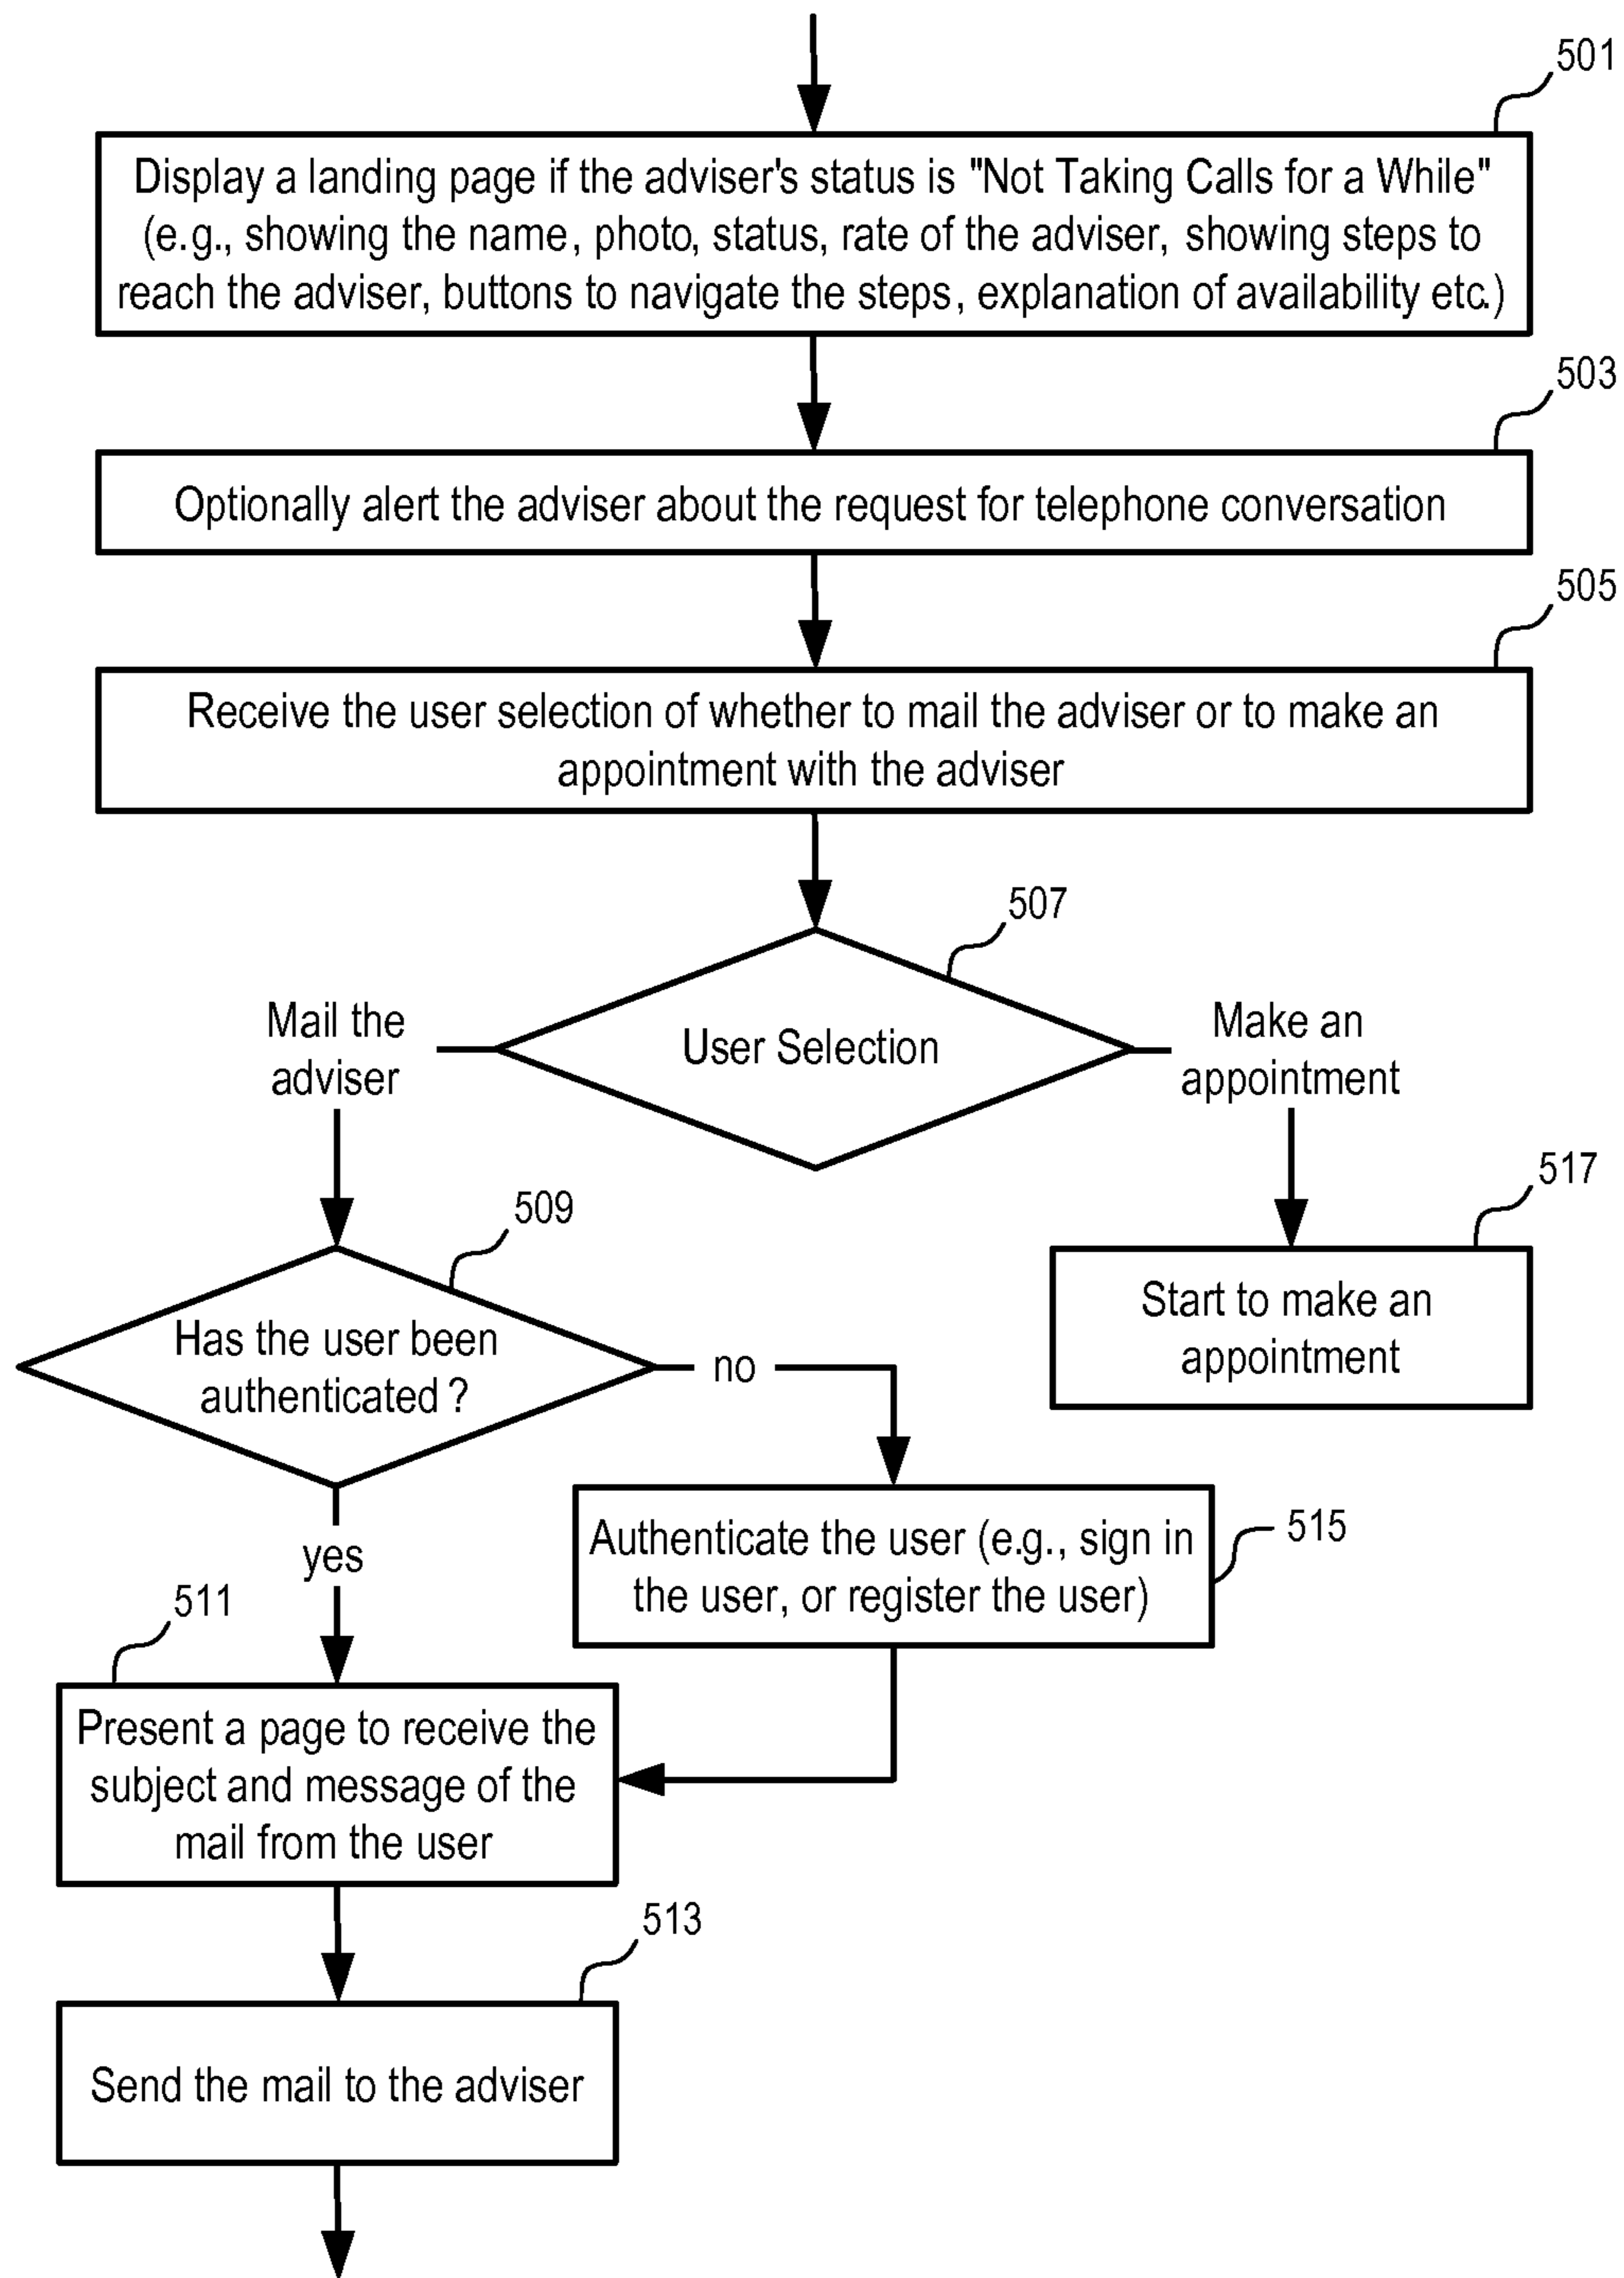 501
Display a landing page if the adviser's status is "Not Taking Calls for a While"
(e.g., showing the name, photo, status, rate of the adviser, showing steps to
reach the adviser, buttons to navigate the steps, explanation of availability etc.)
503
Optionally alert the adviser about the request for telephone conversation
505
Receive the user selection of whether to mail the adviser or to make an
appointment with the adviser
507
User Selection
Mail the
adviser
Make an
appointment
517
Start to make an
appointment
509
Has the user been
authenticated ?
no
515
Authenticate the user (e.g., sign in
the user, or register the user)
yes
511
Present a page to receive the
subject and message of the
mail from the user
513
Send the mail to the adviser